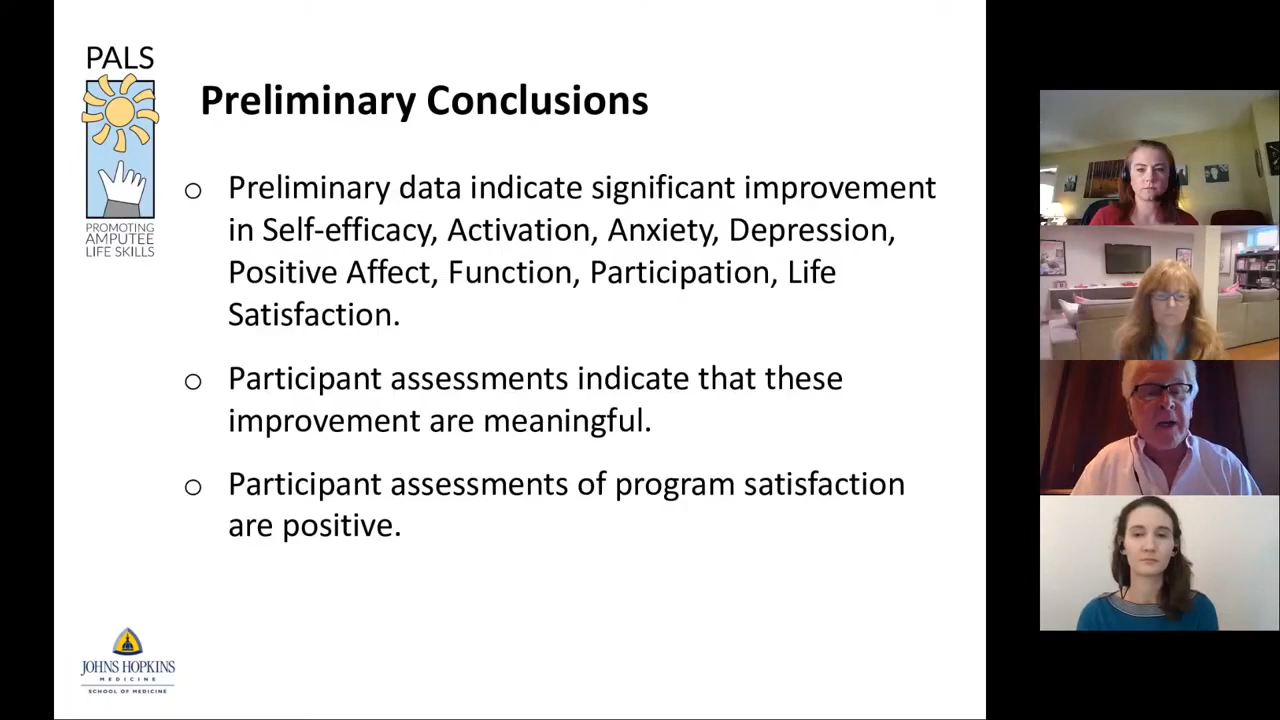 PALS
PROMOTING
AMPUTEE
LIFE SKILLS
Preliminary Conclusions
o Preliminary data indicate significant improvement
in Self-efficacy, Activation, Anxiety, Depression,
Positive Affect, Function, Participation, Life
Satisfaction.
o Participant assessments indicate that these
improvement are meaningful.
o Participant assessments of program satisfaction
are positive.
JOHNS HOPKINS
MEDICINE
SCHOOL OF MEDICINE